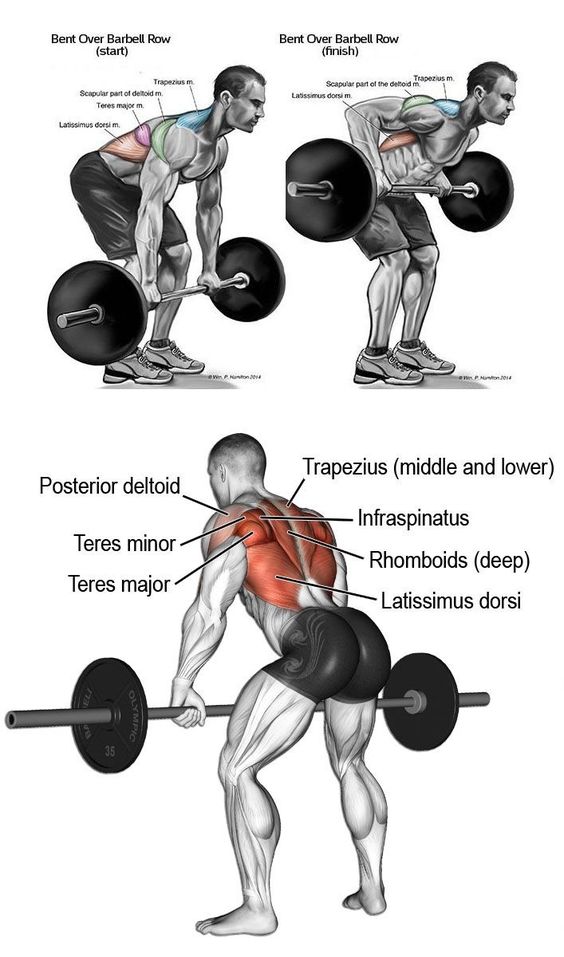 Bent Over Barbell Row
(start)
Trapezius m.
Scapular part of deltoid m.
Teres major m.
Latissimus dorsi m.
© Wm. P. Hamilton 2014
Bent Over Barbell Row
(finish)
Trapezius m.
Scapular part of the deltoid m.
Latissimus dorsi m.
© Wm. P. Hamilton 2014
Trapezius (middle and lower)
Posterior deltoid
Infraspinatus
Teres minor
Rhomboids (deep)
Teres major
Latissimus dorsi
OLYMPIC
35